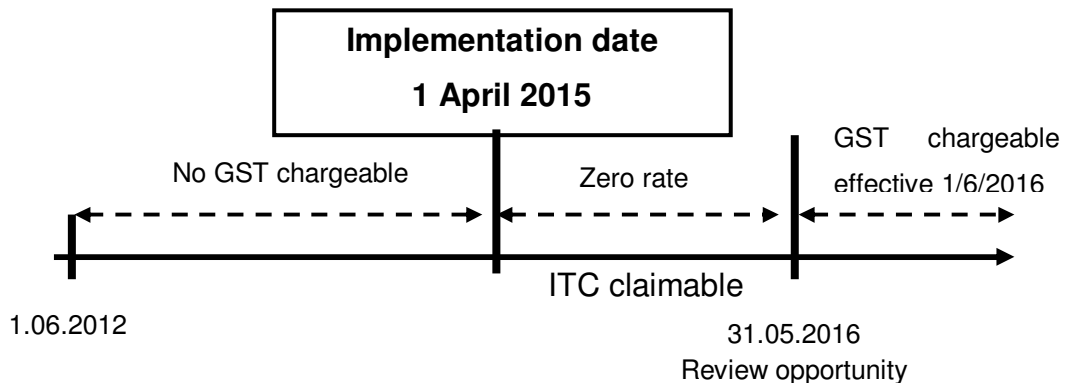 Implementation date
1 April 2015
GST chargeable
effective 1/6/2016
No GST chargeable
Zero rate
ITC claimable
1.06.2012
31.05.2016
Review opportunity